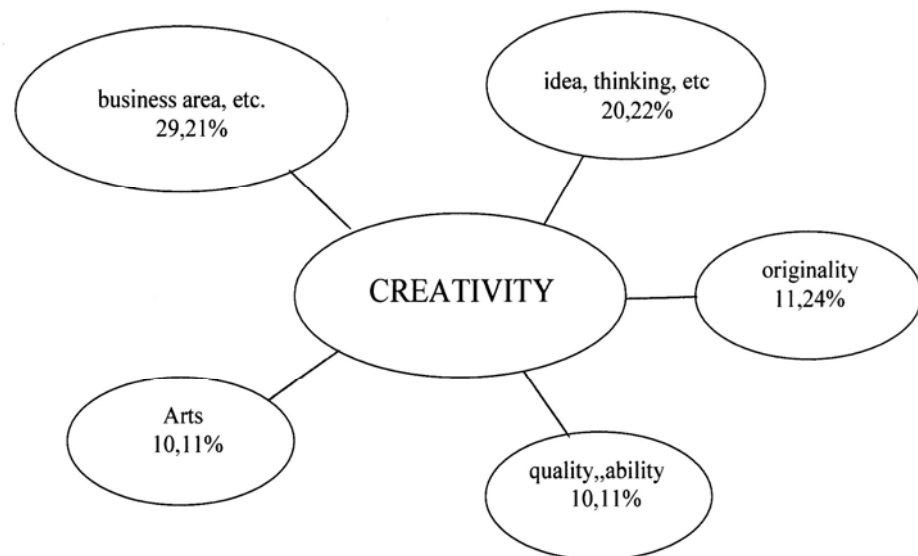 business area, etc.
29,21%
idea, thinking, etc
20,22%
CREATIVITY
originality
11,24%
Arts
10,11%
quality,,ability
10,11%